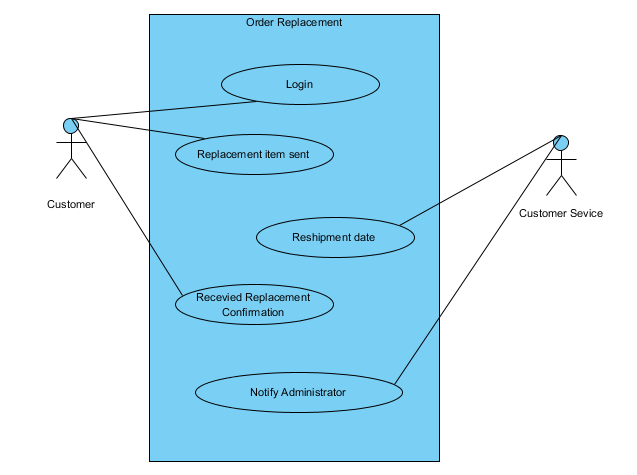 Order Replacement
Login
Replacement item sent
Customer
Customer Sevice
Reshipment date
Recevied Replacement
Confirmation
Notify Administrator